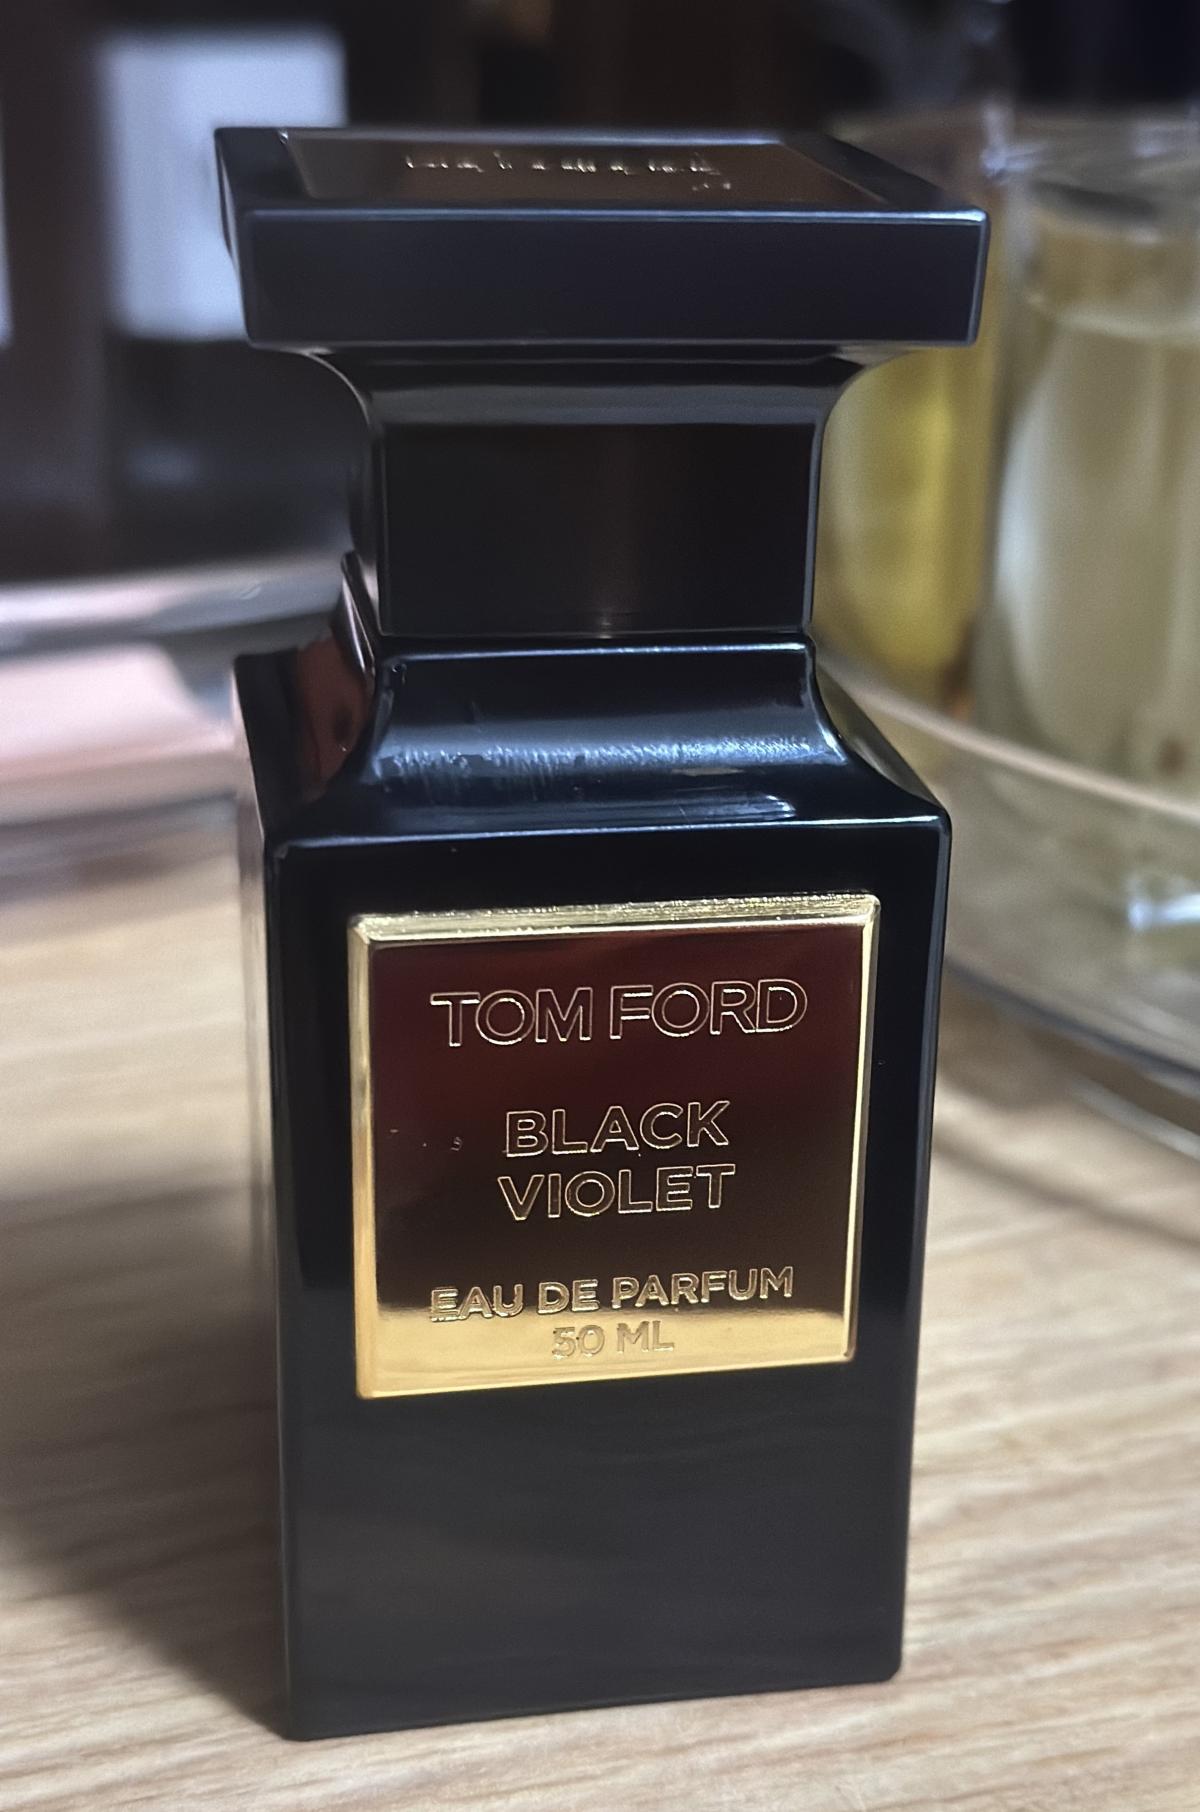 TOM FORD
BLACK
VIOLET
EAU DE PARFUM
50 ML